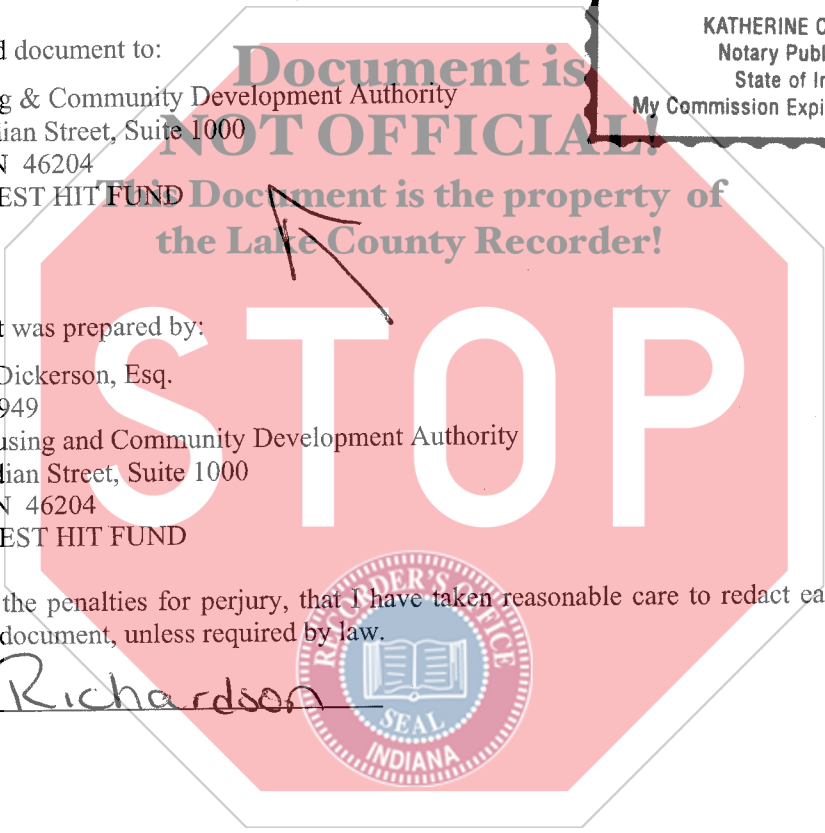 KATHERINE C
Notary Publ
State of In
My Commission Expi
d document to:
g & Community Development Authority
ian Street, Suite 1000
N 46204
EST HIT FUND
Document is
NOT OFFICIAL!
This Document is the property of
the Lake County Recorder!
STOP
t was prepared by:
Dickerson, Esq.
949
using and Community Development Authority
dian Street, Suite 1000
N 46204
EST HIT FUND
the penalties for perjury, that I have taken reasonable care to redact ea
document, unless required by law.
Richardson
RECORDER'S OFFICE
SEAL
INDIANA